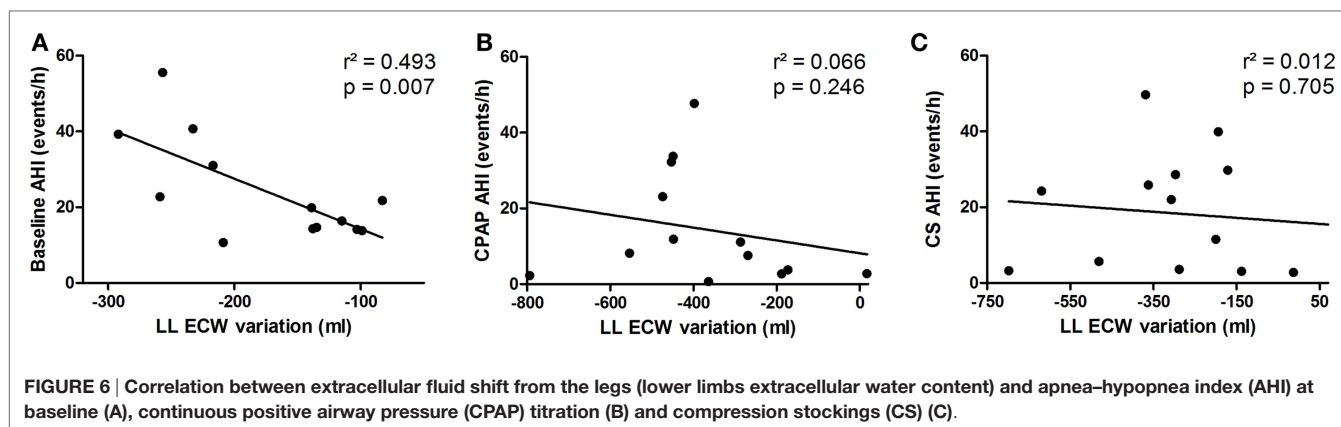 A
r² = 0.493
p = 0.007
Baseline AHI (events/h)
60
40
20
0
-300
-200
-100
LL ECW variation (ml)
B
r² = 0.066
p = 0.246
CPAP AHI (events/h)
60
40
20
0
-800
-600
-400
-200
0
LL ECW variation (ml)
C
r² = 0.012
p = 0.705
CS AHI (events/h)
60
40
20
0
-750
-550
-350
-150
50
LL ECW variation (ml)
FIGURE 6 | Correlation between extracellular fluid shift from the legs (lower limbs extracellular water content) and apnea–hypopnea index (AHI) at
baseline (A), continuous positive airway pressure (CPAP) titration (B) and compression stockings (CS) (C).